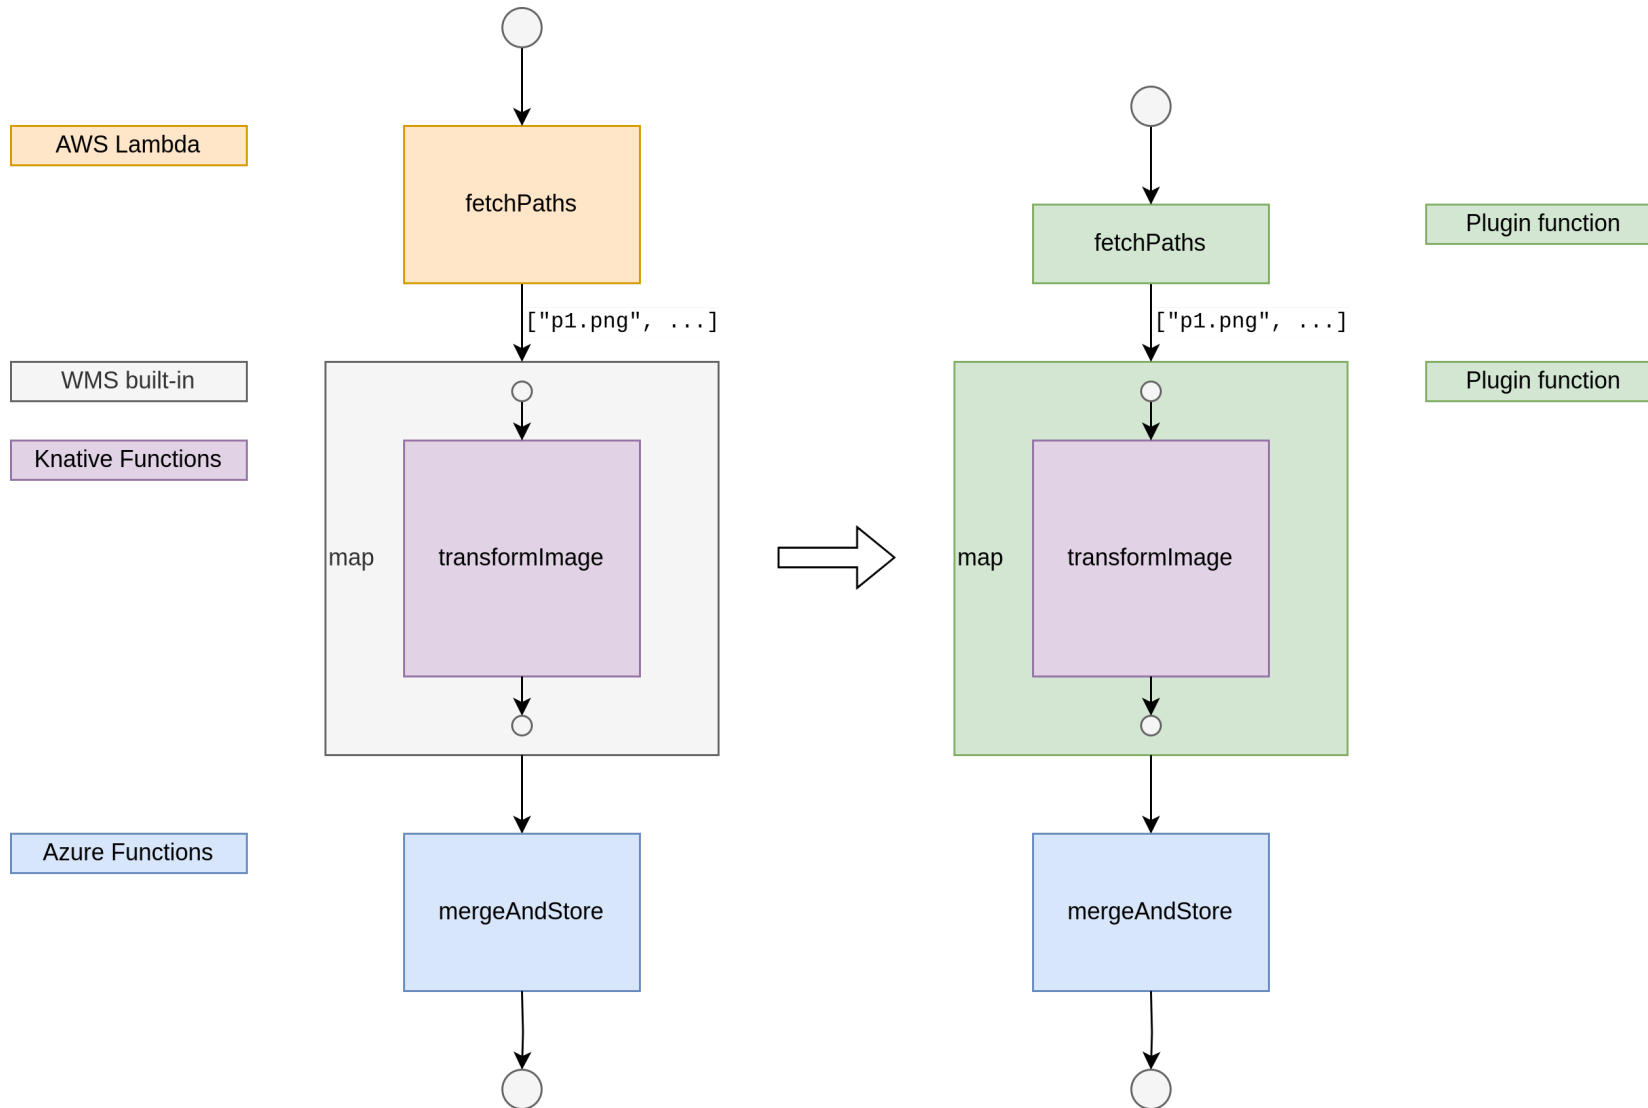 AWS Lambda
fetchPaths
fetchPaths
Plugin function
["p1.png", ...]
["p1.png", ...]
WMS built-in
Plugin function
Knative Functions
map
transformImage
map
transformImage
Azure Functions
mergeAndStore
mergeAndStore